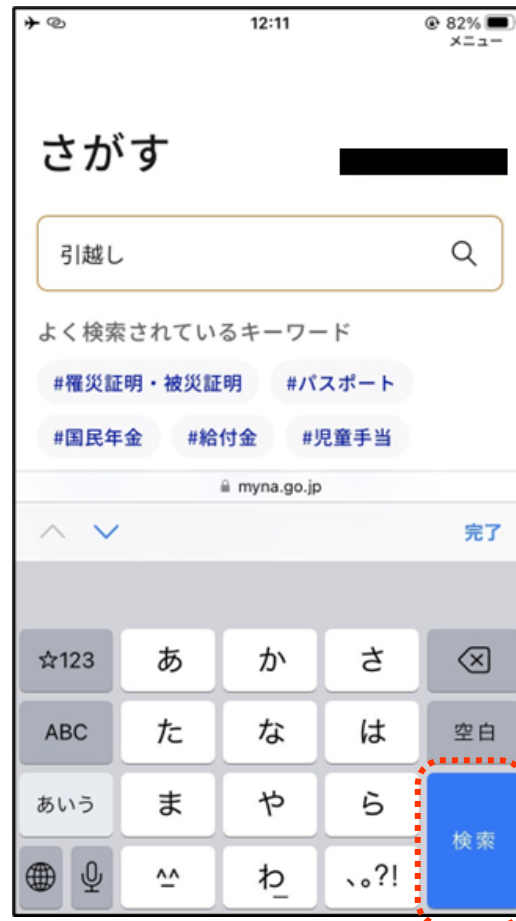 12:11
82%
メニュー
さがす
引越し
よく検索されているキーワード
#罹災証明・被災証明 #パスポート
#国民年金 #給付金 #児童手当
myna.go.jp
完了
☆123 あ か さ
ABC た な は 空白
あいう ま や ら 検索
^^ わ 、。?!